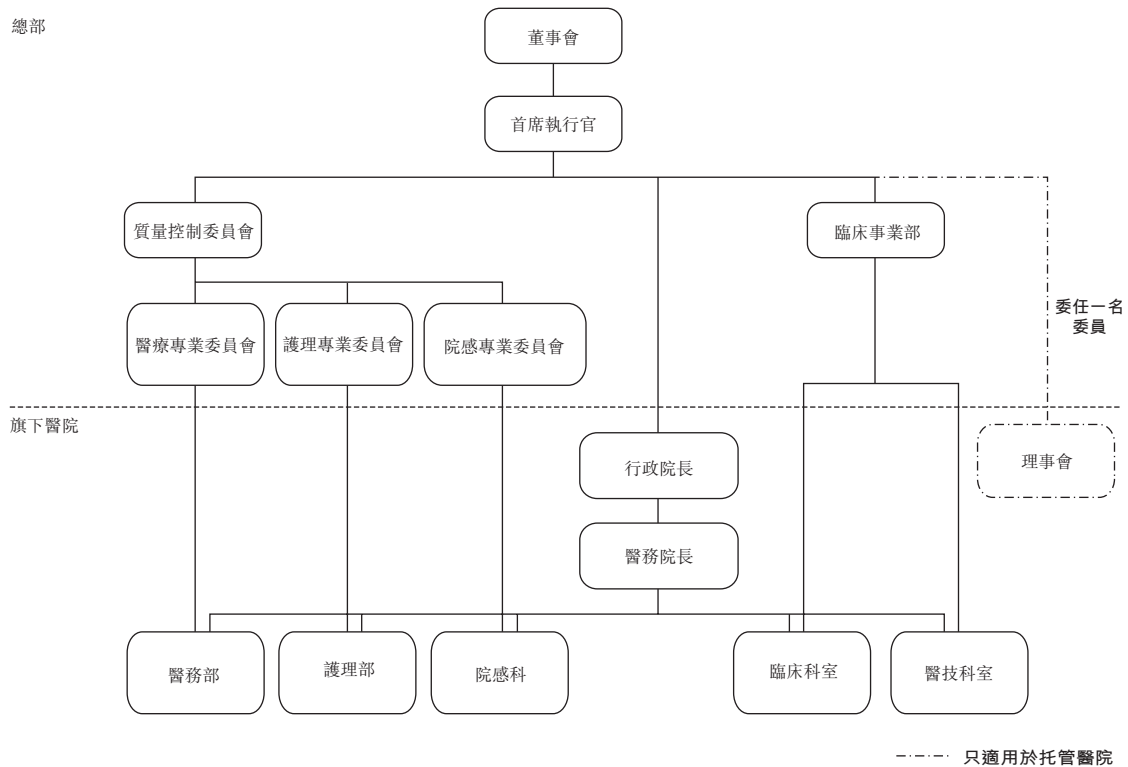 總部
董事會
首席執行官
質量控制委員會
臨床事業部
醫療專業委員會
護理專業委員會
院感專業委員會
委任一名
委員
旗下醫院
行政院長
理事會
醫務院長
醫務部
護理部
院感科
臨床科室
醫技科室
只適用於托管醫院